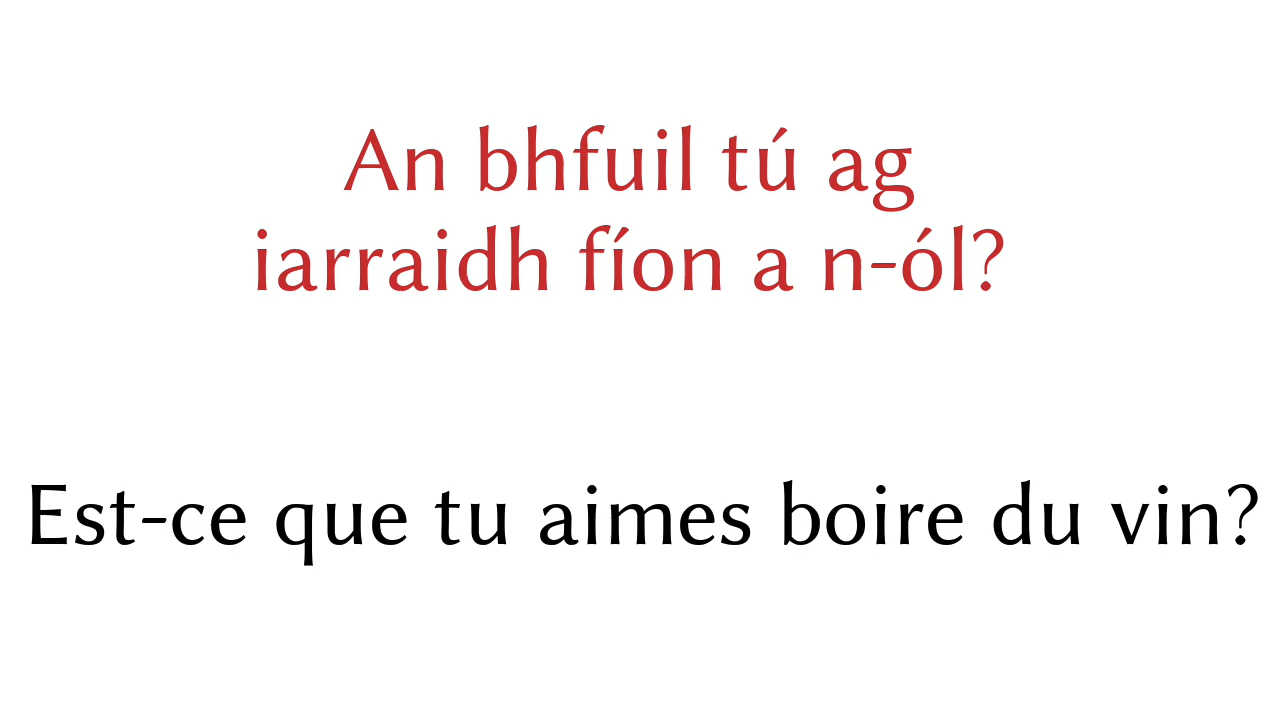 An bhfuil tú ag
iarraidh fíon a n-ól?
Est-ce que tu aimes boire du vin?